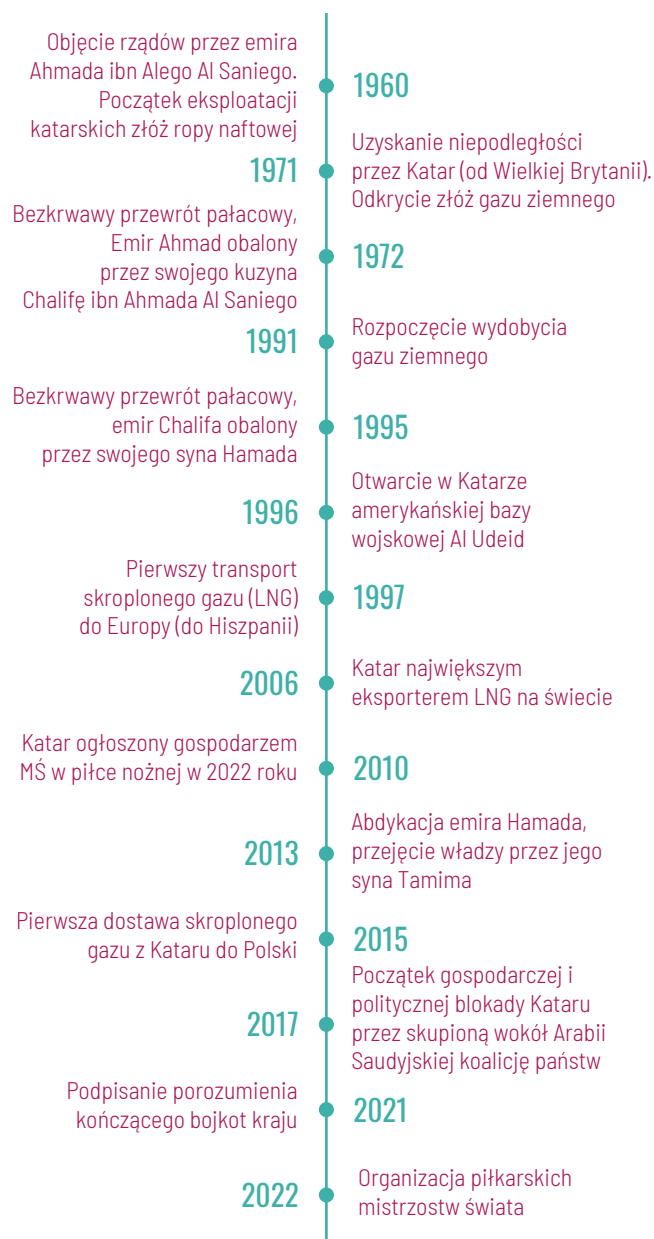 Objęcie rządów przez emira
Ahmada ibn Alego Al Saniego.
Początek eksploatacji
katarskich złóż ropy naftowej
1960
1971
Uzyskanie niepodległości
przez Katar (od Wielkiej Brytanii).
Odkrycie złóż gazu ziemnego
Bezkrwawy przewrót pałacowy,
Emir Ahmad obalony
przez swojego kuzyna
Chalifę ibn Ahmada Al Saniego
1972
1991
Rozpoczęcie wydobycia
gazu ziemnego
Bezkrwawy przewrót pałacowy,
emir Chalifa obalony
przez swojego syna Hamada
1995
1996
Otwarcie w Katarze
amerykańskiej bazy
wojskowej Al Udeid
Pierwszy transport
skroplonego gazu (LNG)
do Europy (do Hiszpanii)
1997
2006
Katar największym
eksporterem LNG na świecie
Katar ogłoszony gospodarzem
MŚ w piłce nożnej w 2022 roku
2010
2013
Abdykacja emira Hamada,
przejęcie władzy przez jego
syna Tamima
Pierwsza dostawa skroplonego
gazu z Kataru do Polski
2015
2017
Początek gospodarczej i
politycznej blokady Kataru
przez skupioną wokół Arabii
Saudyjskiej koalicję państw
Podpisanie porozumienia
kończącego bojkot kraju
2021
2022
Organizacja piłkarskich
mistrzostw świata